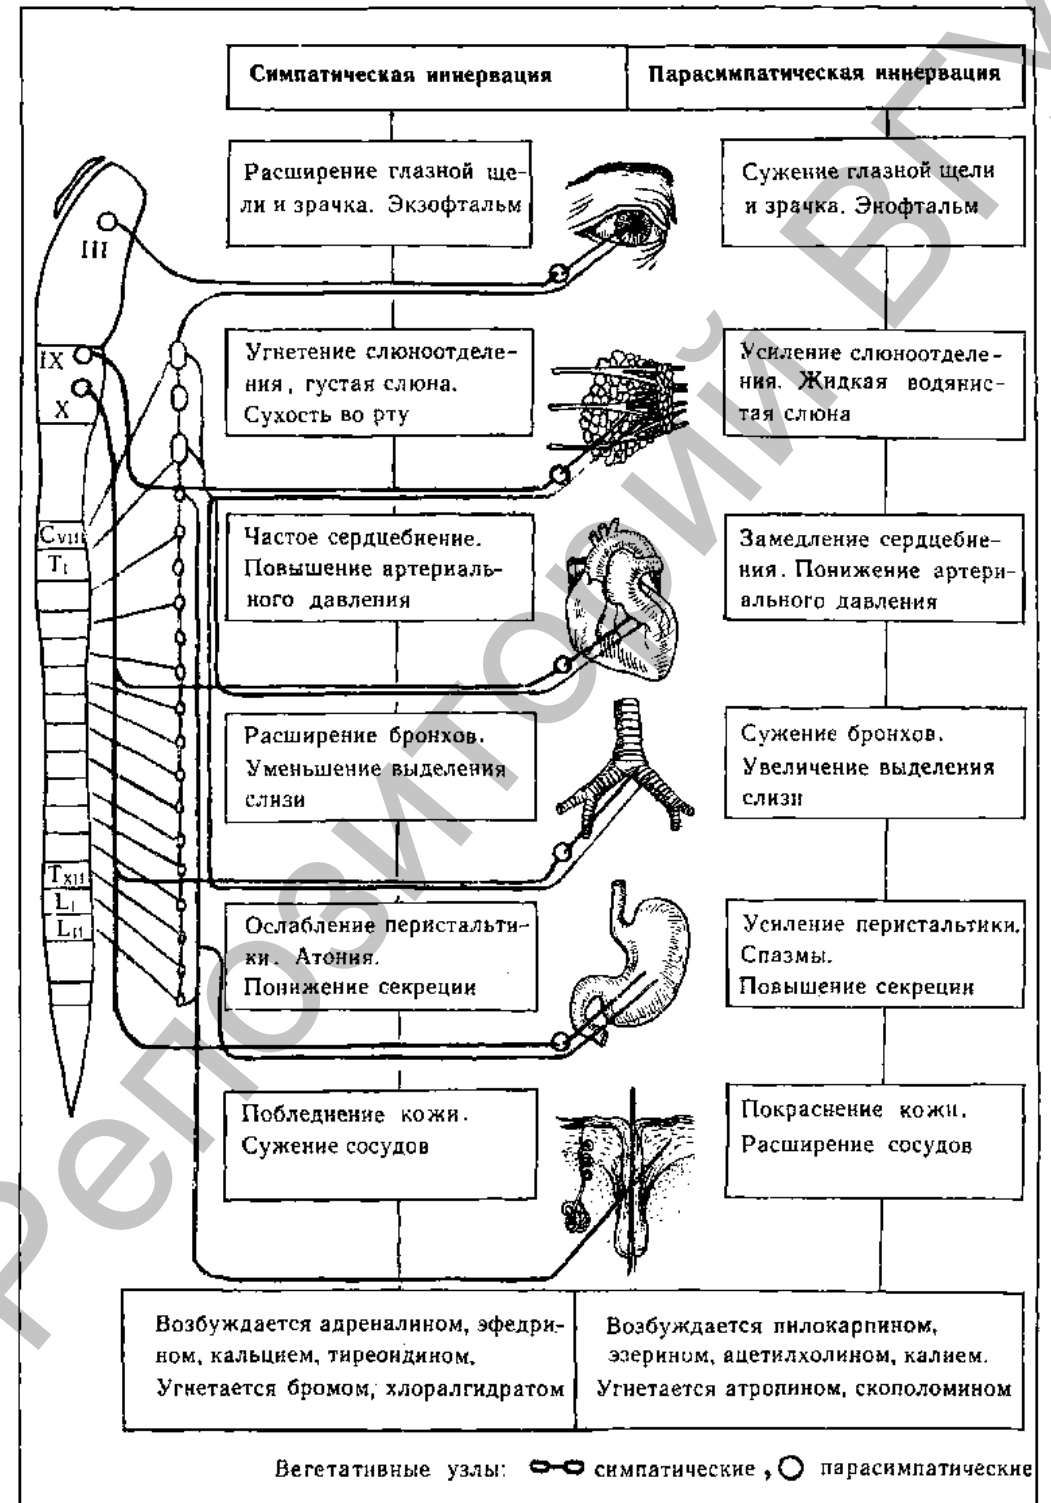 Симпатическая иннервация
Парасимпатическая иннервация
Расширение глазной ще-
ли и зрачка. Экзофтальм
Сужение глазной щели
и зрачка. Энофтальм
III
IX
X
Угнетение слюноотделе-
ния, густая слюна.
Сухость во рту
Усиление слюноотделе-
ния. Жидкая водянис-
тая слюна
CVIII
TI
Частое сердцебиение.
Повышение артериаль-
ного давления
Замедление сердцебие-
ния. Понижение артери-
ального давления
Расширение бронхов.
Уменьшение выделения
слизи
Сужение бронхов.
Увеличение выделения
слизи
TXII
LI
LII
Ослабление перистальти-
ки. Атония.
Понижение секреции
Усиление перистальтики.
Спазмы.
Повышение секреции
Побледнение кожи.
Сужение сосудов
Покраснение кожи.
Расширение сосудов
Возбуждается адреналином, эфедри-
ном, кальцием, тиреоидином.
Угнетается бромом, хлоралгидратом
Возбуждается пилокарпином,
эзерином, ацетилхолином, калием.
Угнетается атропином, скополомином
Вегетативные узлы: симпатические, парасимпатические
Репозиторий ВГУ